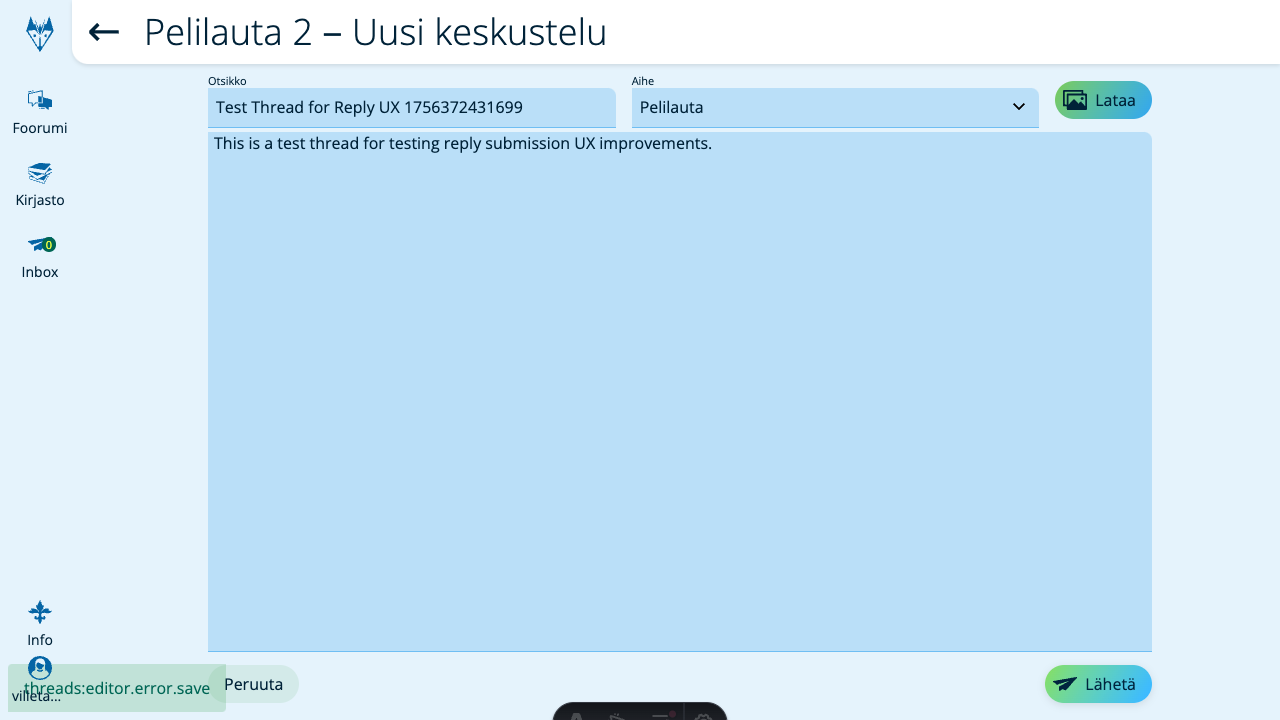 Pelilauta 2 – Uusi keskustelu
Otsikko
Aihe
Test Thread for Reply UX 1756372431699
Pelilauta
Lataa
This is a test thread for testing reply submission UX improvements.
Foorumi
Kirjasto
0
Inbox
Info
villeta...
threads:editor.error.save
Peruuta
Lähetä